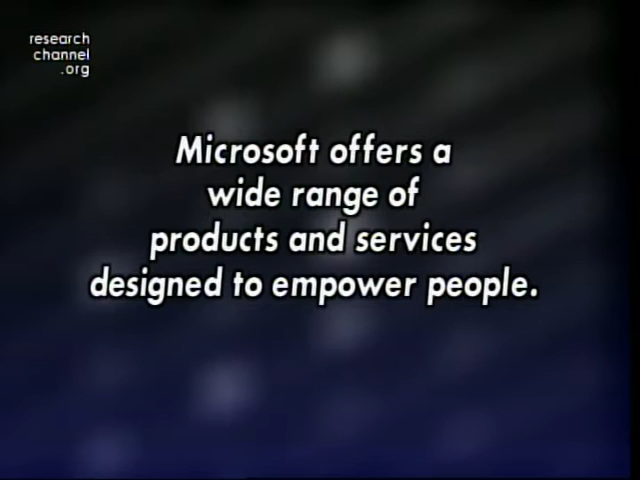 research
channel
.org
Microsoft offers a
wide range of
products and services
designed to empower people.